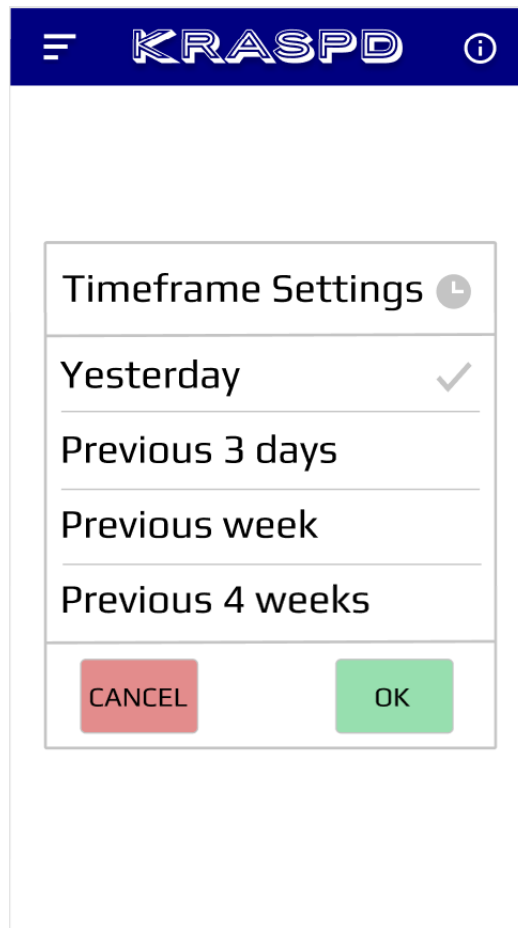 KRASPD
Timeframe Settings
Yesterday
Previous 3 days
Previous week
Previous 4 weeks
CANCEL
OK